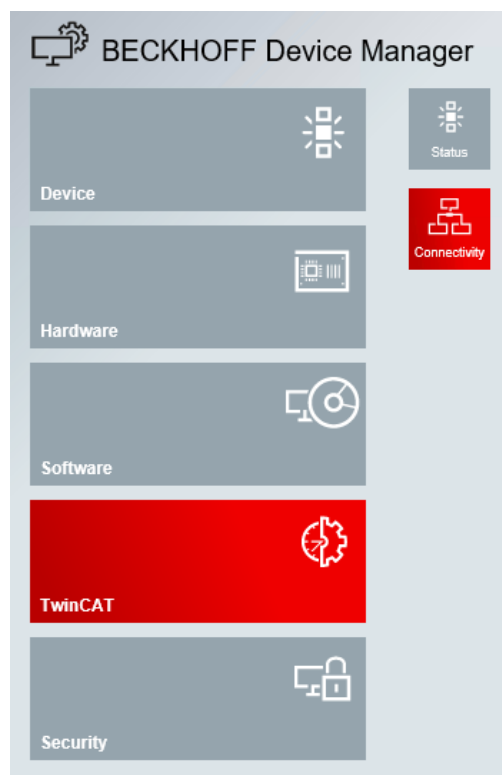 BECKHOFF Device Manager
Device
Status
Connectivity
Hardware
Software
TwinCAT
Security